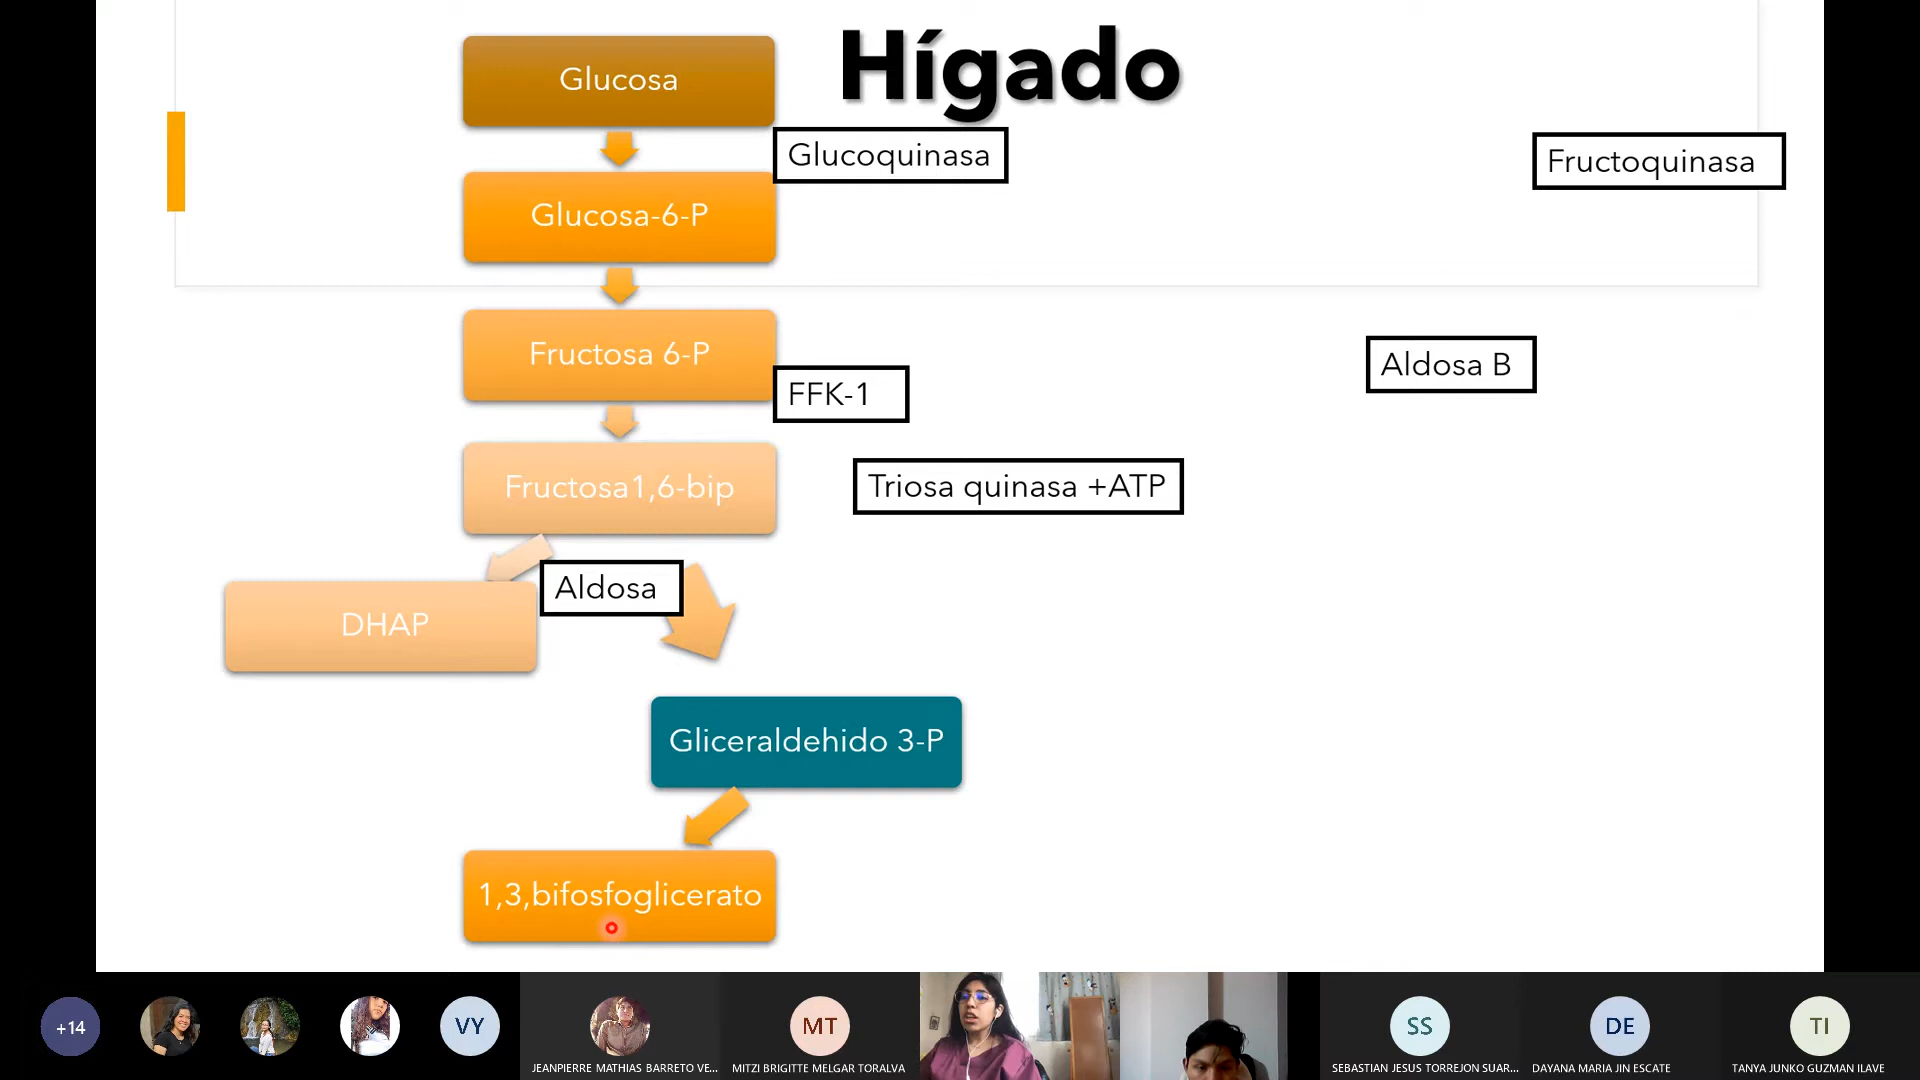 Hígado
Glucosa
Glucoquinasa
Fructoquinasa
Glucosa-6-P
Fructosa 6-P
Aldosa B
FFK-1
Fructosa1,6-bip
Triosa quinasa +ATP
Aldosa
DHAP
Gliceraldehido 3-P
1,3,bifosfoglicerato
+14
VY
MT
SS
DE
TI
JEANPIERRE MATHIAS BARRETO VE...
MITZI BRIGITTE MELGAR TORALVA
SEBASTIAN JESUS TORREJON SUAR...
DAYANA MARIA JIN ESCATE
TANYA JUNKO GUZMAN ILAVE